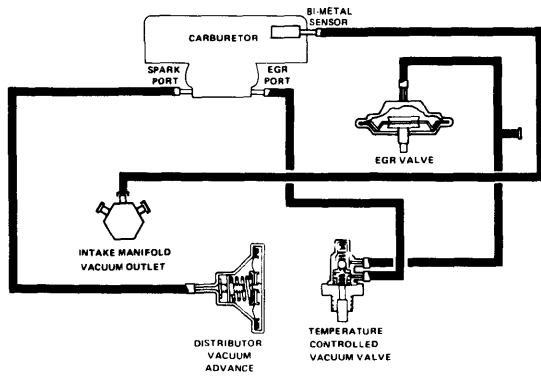 BI-METAL
SENSOR
CARBURETOR
SPARK
PORT
EGR
PORT
EGR VALVE
INTAKE MANIFOLD
VACUUM OUTLET
DISTRIBUTOR
VACUUM
ADVANCE
TEMPERATURE
CONTROLLED
VACUUM VALVE